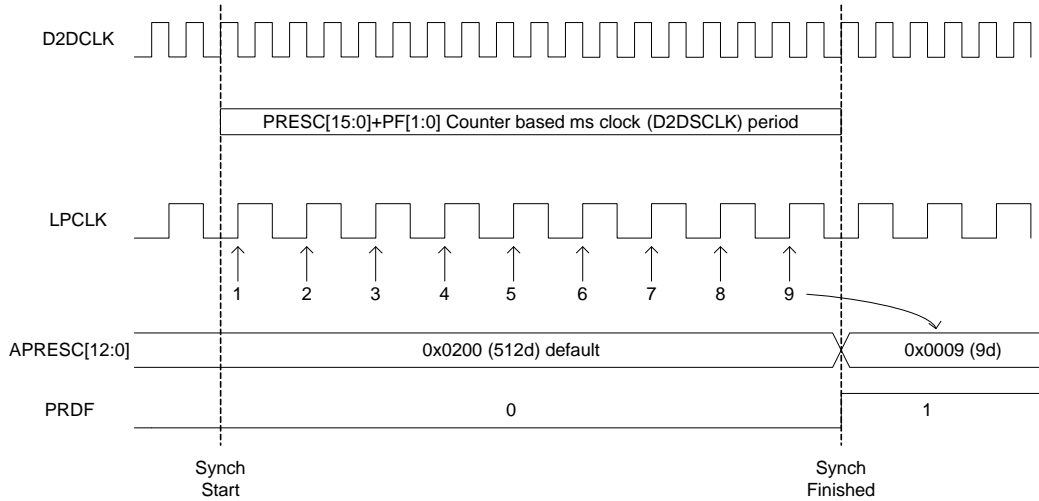 D2DCLK
PRESC[15:0]+PF[1:0] Counter based ms clock (D2DSCLK) period
LPCLK
1 2 3 4 5 6 7 8 9
APRESC[12:0] 0x0200 (512d) default 0x0009 (9d)
PRDF 0 1
Synch Synch
Start Finished